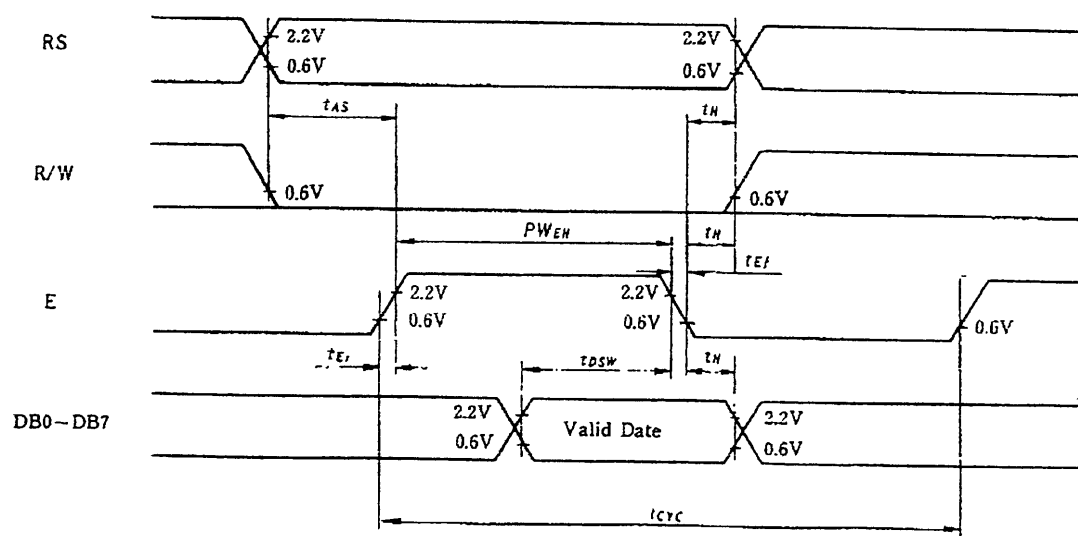 RS
2.2V 2.2V
0.6V 0.6V
tAS tH
R/W
0.6V 0.6V
PWEH tH
tEf
E
2.2V 2.2V
0.6V 0.6V 0.6V
tEr tDSW tH
DB0~DB7
2.2V Valid Date 2.2V
0.6V 0.6V
tCYC